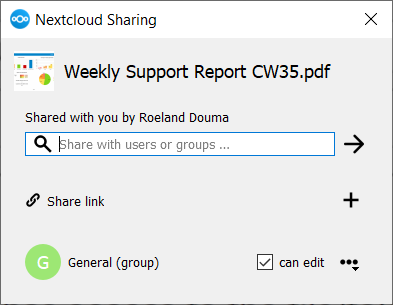 Nextcloud Sharing
Weekly Support Report CW35.pdf
Shared with you by Roeland Douma
Share with users or groups ...
Share link
G
General (group)
can edit